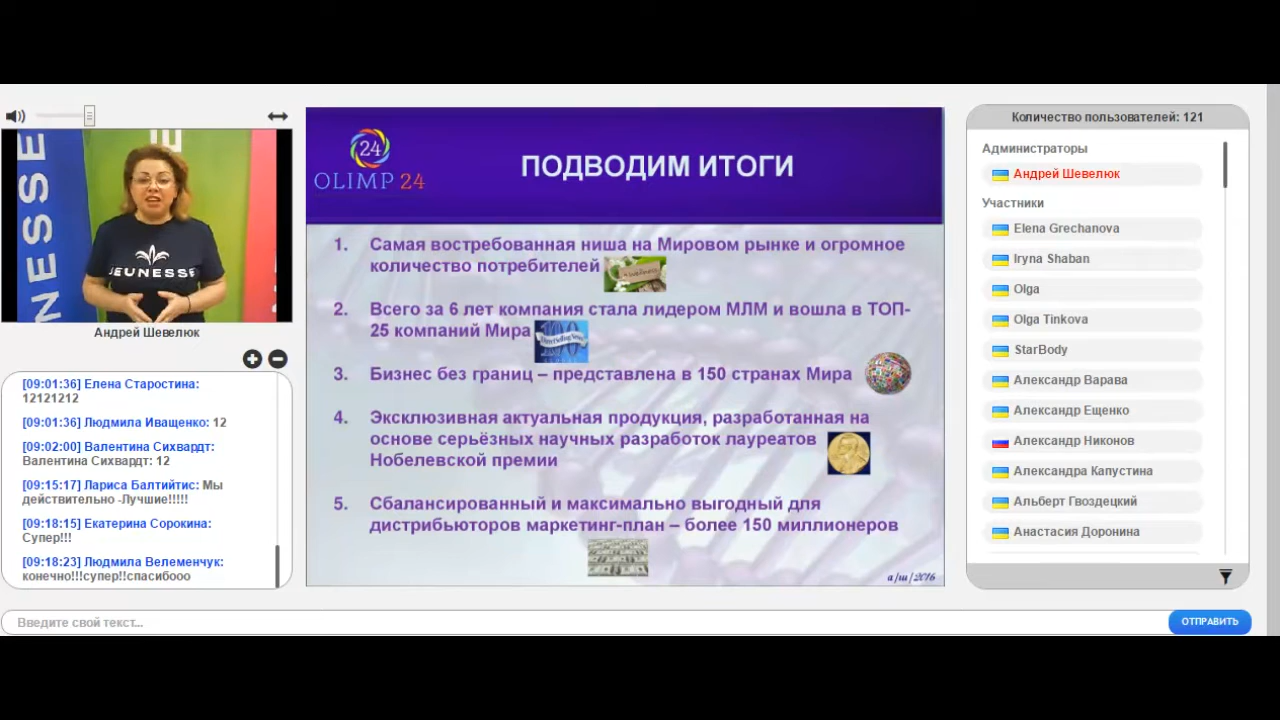 NESSE
ESSE
JEUNESSE
Андрей Шевелюк
[09:01:36] Елена Старостина:
12121212
[09:01:36] Людмила Иващенко: 12
[09:02:00] Валентина Сихвардт:
Валентина Сихвардт: 12
[09:15:17] Лариса Балтийтис: Мы
действительно -Лучшие!!!!!
[09:18:15] Екатерина Сорокина:
Супер!!!
[09:18:23] Людмила Велеменчук:
конечно!!!супер!!спасибооо
24
OLIMP 24
ПОДВОДИМ ИТОГИ
1. Самая востребованная ниша на Мировом рынке и огромное
количество потребителей
2. Всего за 6 лет компания стала лидером МЛМ и вошла в ТОП-
25 компаний Мира
100
3. Бизнес без границ – представлена в 150 странах Мира
4. Эксклюзивная актуальная продукция, разработанная на
основе серьёзных научных разработок лауреатов
Нобелевской премии
5. Сбалансированный и максимально выгодный для
дистрибьюторов маркетинг-план – более 150 миллионеров
а/ш/2016
Количество пользователей: 121
Администраторы
Андрей Шевелюк
Участники
Elena Grechanova
Iryna Shaban
Olga
Olga Tinkova
StarBody
Александр Варава
Александр Ещенко
Александр Никонов
Александра Капустина
Альберт Гвоздецкий
Анастасия Доронина
Введите свой текст...
ОТПРАВИТЬ